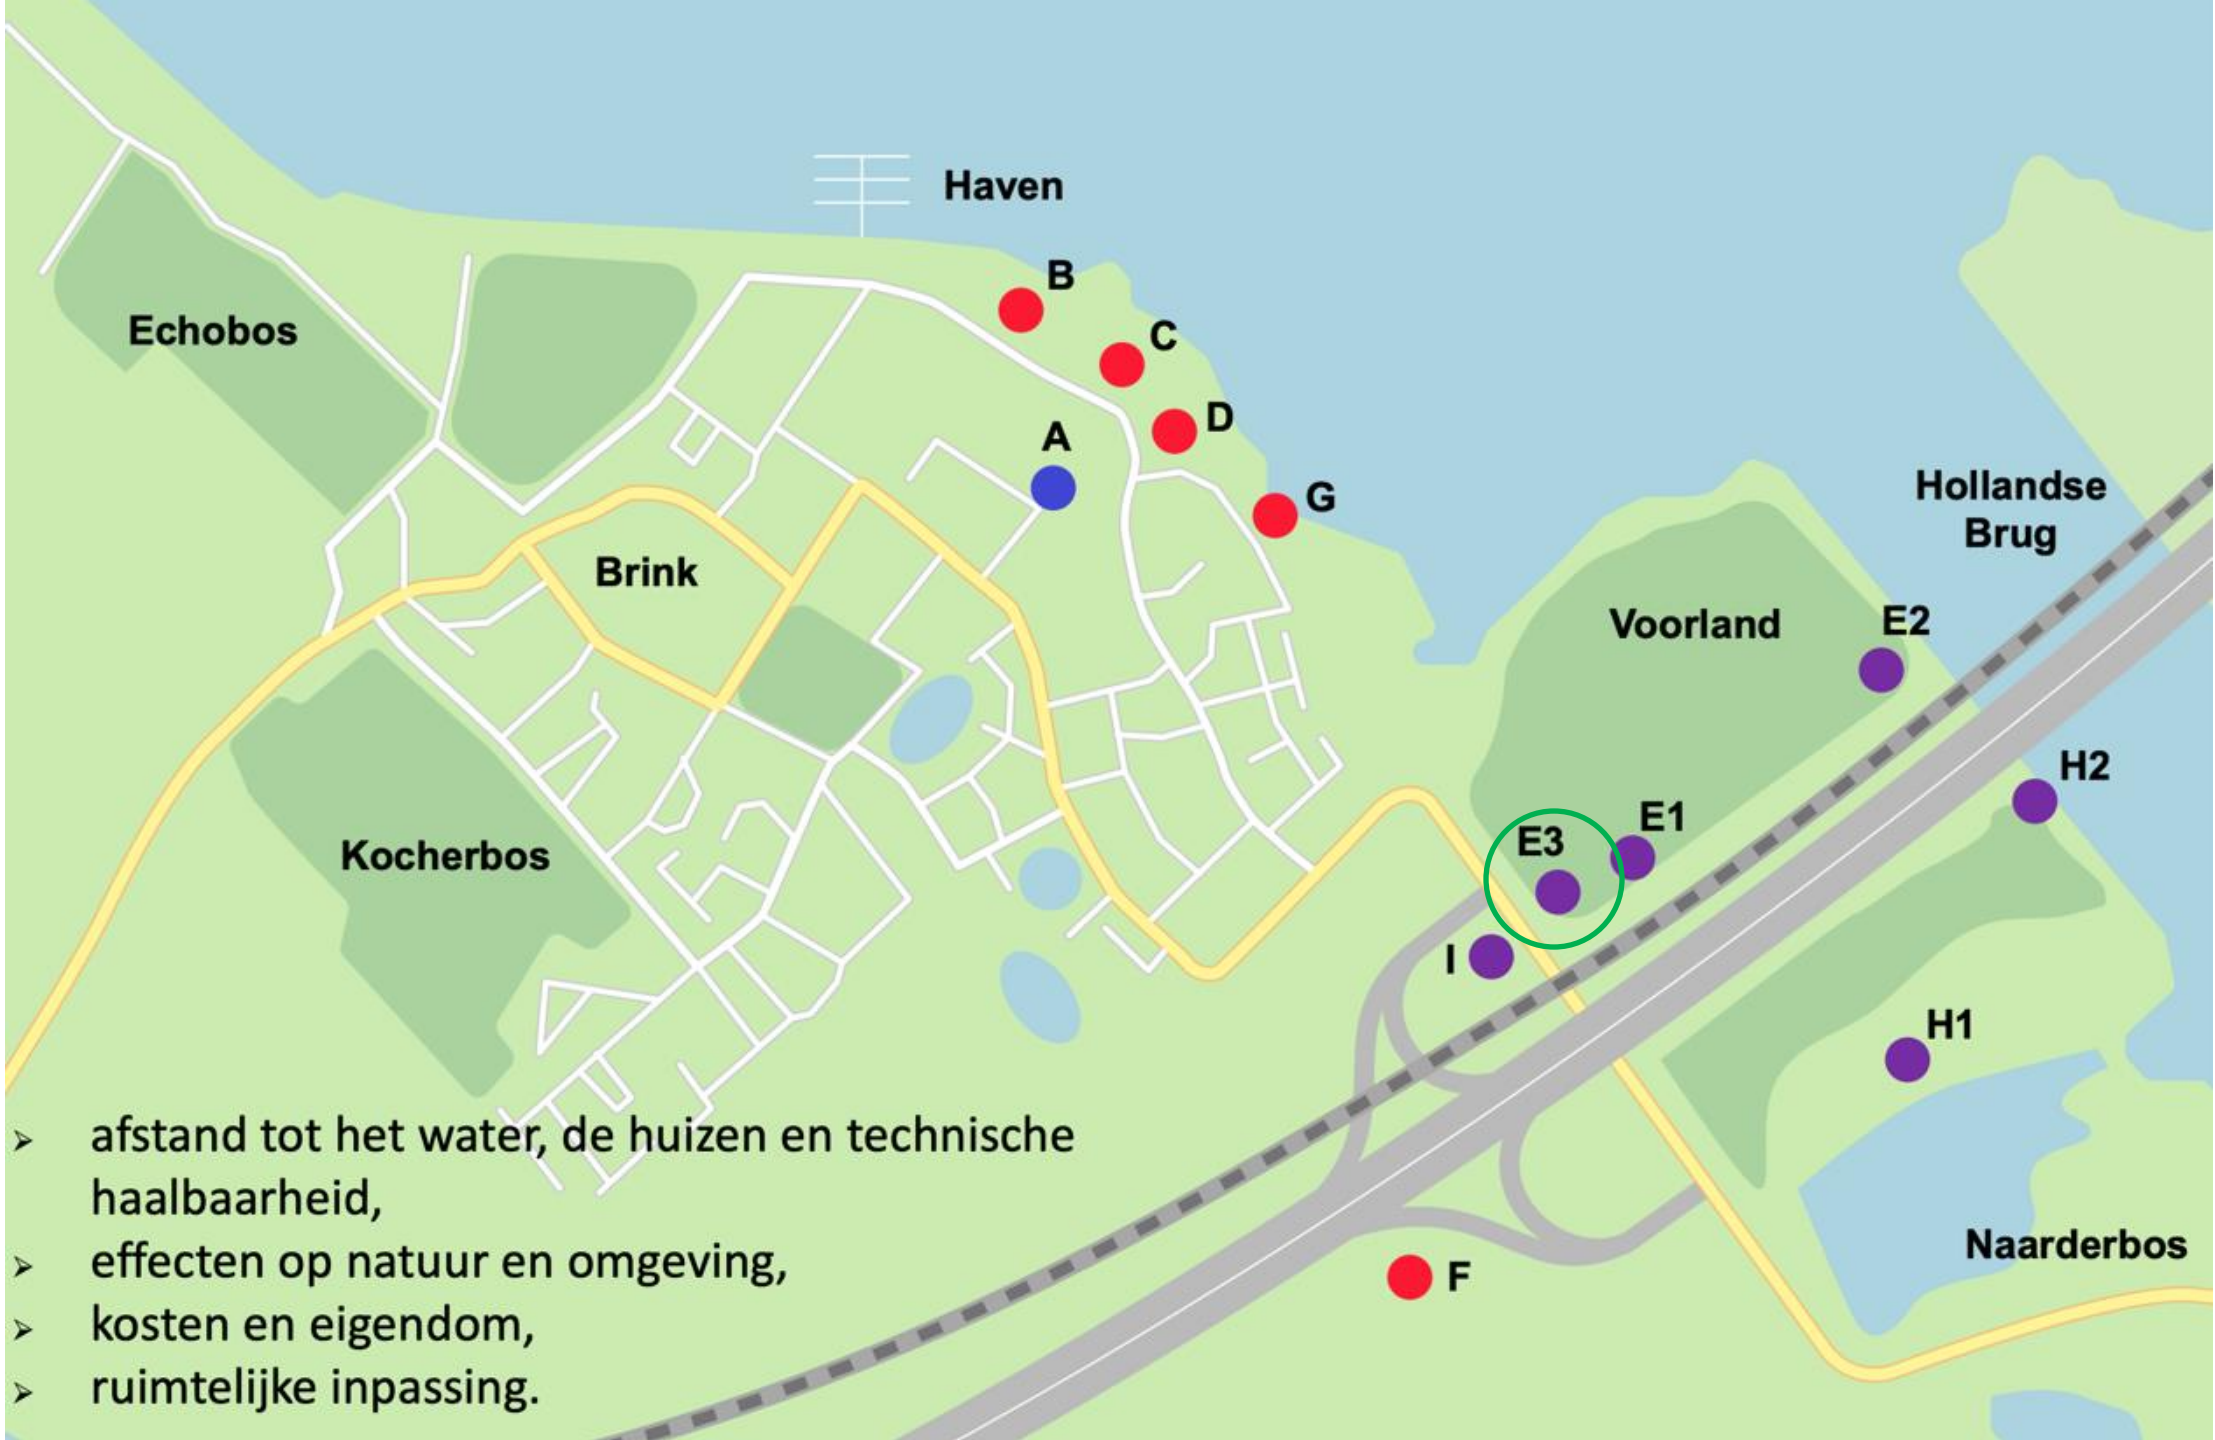 Haven
B
Echobos
C
D
A
G
Hollandse
Brug
Brink
Voorland
E2
H2
E1
E3
Kocherbos
I
H1
➢ afstand tot het water, de huizen en technische
haalbaarheid,
➢ effecten op natuur en omgeving,
Naarderbos
F
➢ kosten en eigendom,
➢ ruimtelijke inpassing.